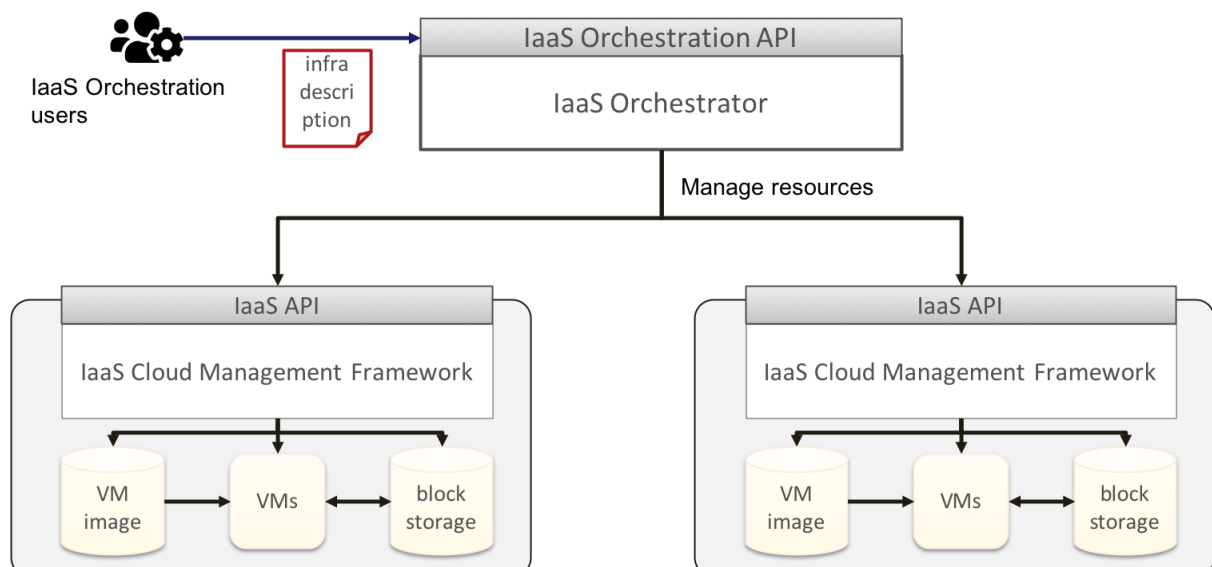 IaaS Orchestration API
IaaS Orchestration
users
infra
descri
ption
IaaS Orchestrator
Manage resources
IaaS API
IaaS Cloud Management Framework
VM
image
VMs
block
storage
IaaS API
IaaS Cloud Management Framework
VM
image
VMs
block
storage